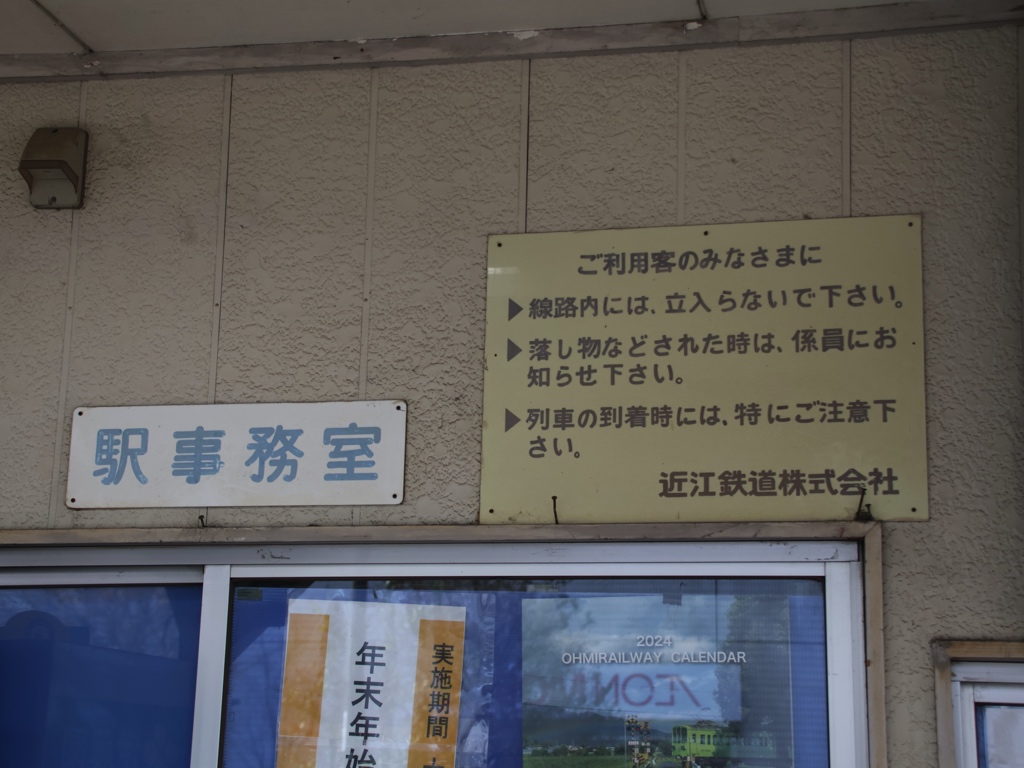 ご利用客のみなさまに
▶線路内には、立入らないで下さい。
▶落し物などされた時は、係員にお
知らせ下さい。
▶列車の到着時には、特にご注意下
さい。
近江鉄道株式会社
駅事務室
実施期間
年末年始
2024
OHMIRAILWAY CALENDAR